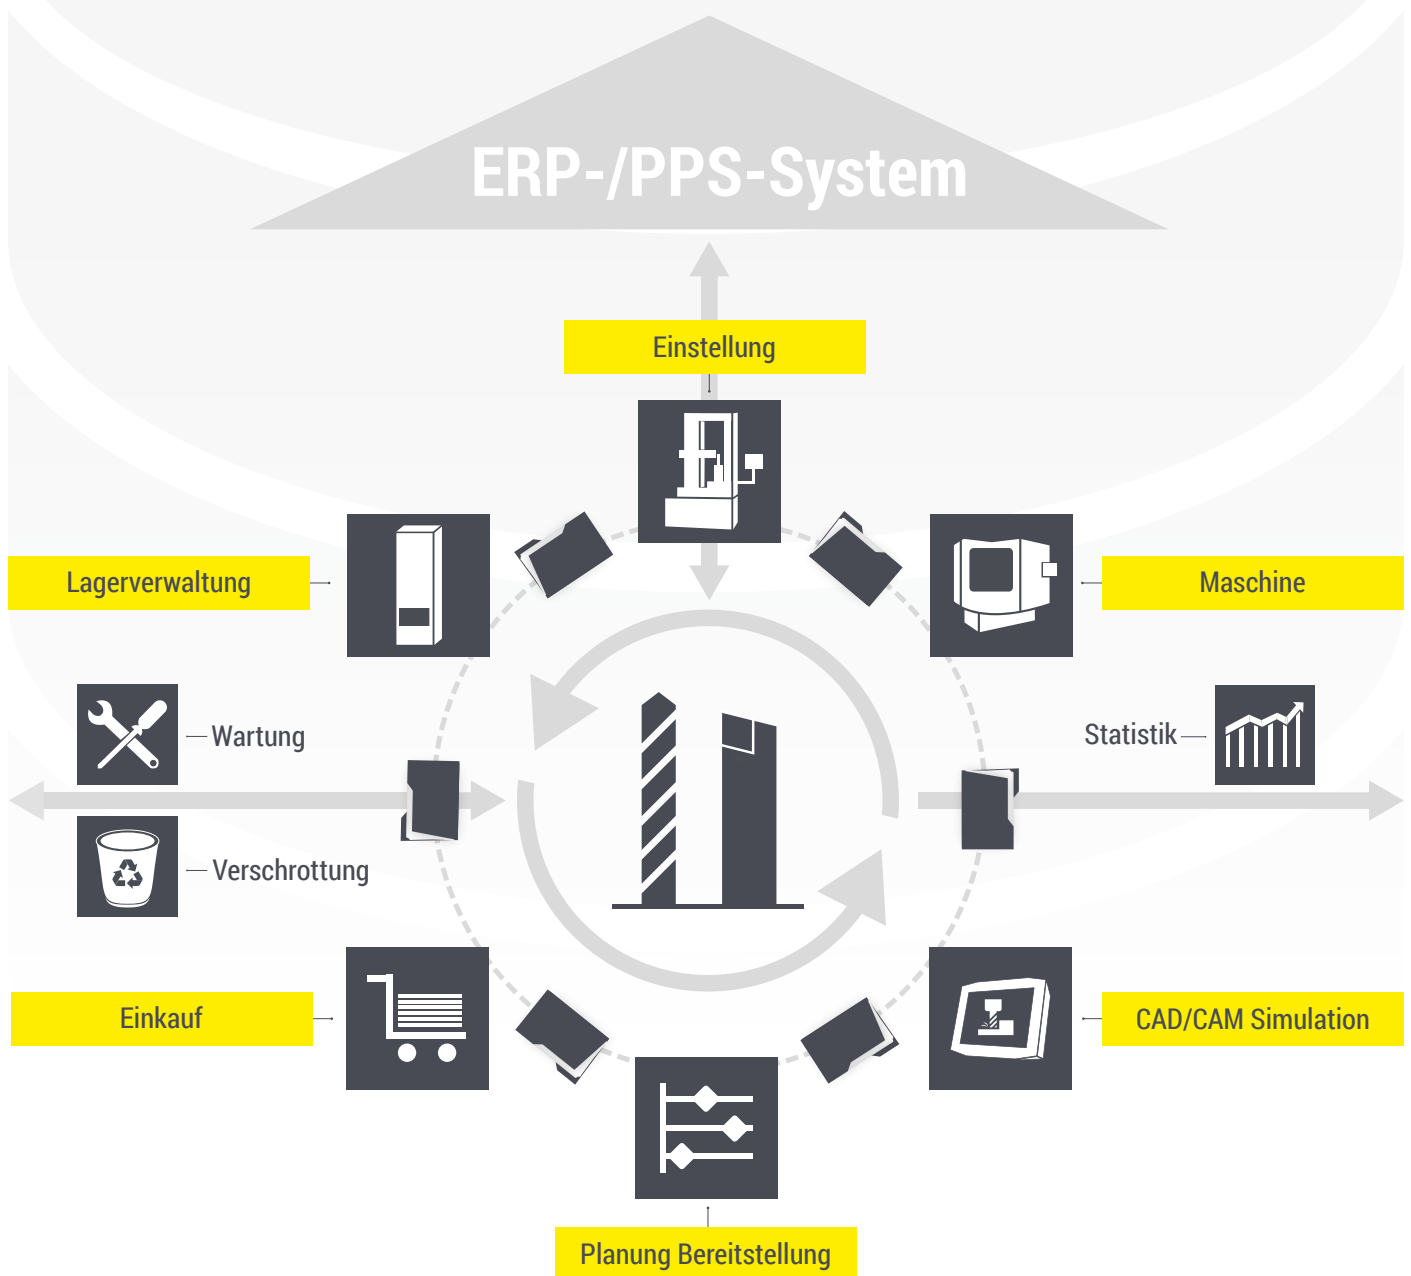 ERP-/PPS-System
Einstellung
Lagerverwaltung
Maschine
Wartung
Statistik
Verschrottung
Einkauf
CAD/CAM Simulation
Planung Bereitstellung